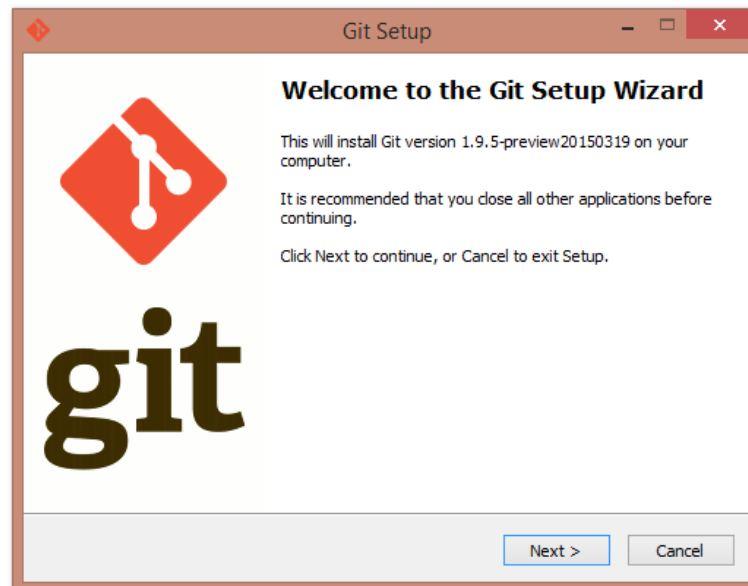 Git Setup
Welcome to the Git Setup Wizard
This will install Git version 1.9.5-preview20150319 on your
computer.
It is recommended that you close all other applications before
continuing.
Click Next to continue, or Cancel to exit Setup.
git
Next >
Cancel